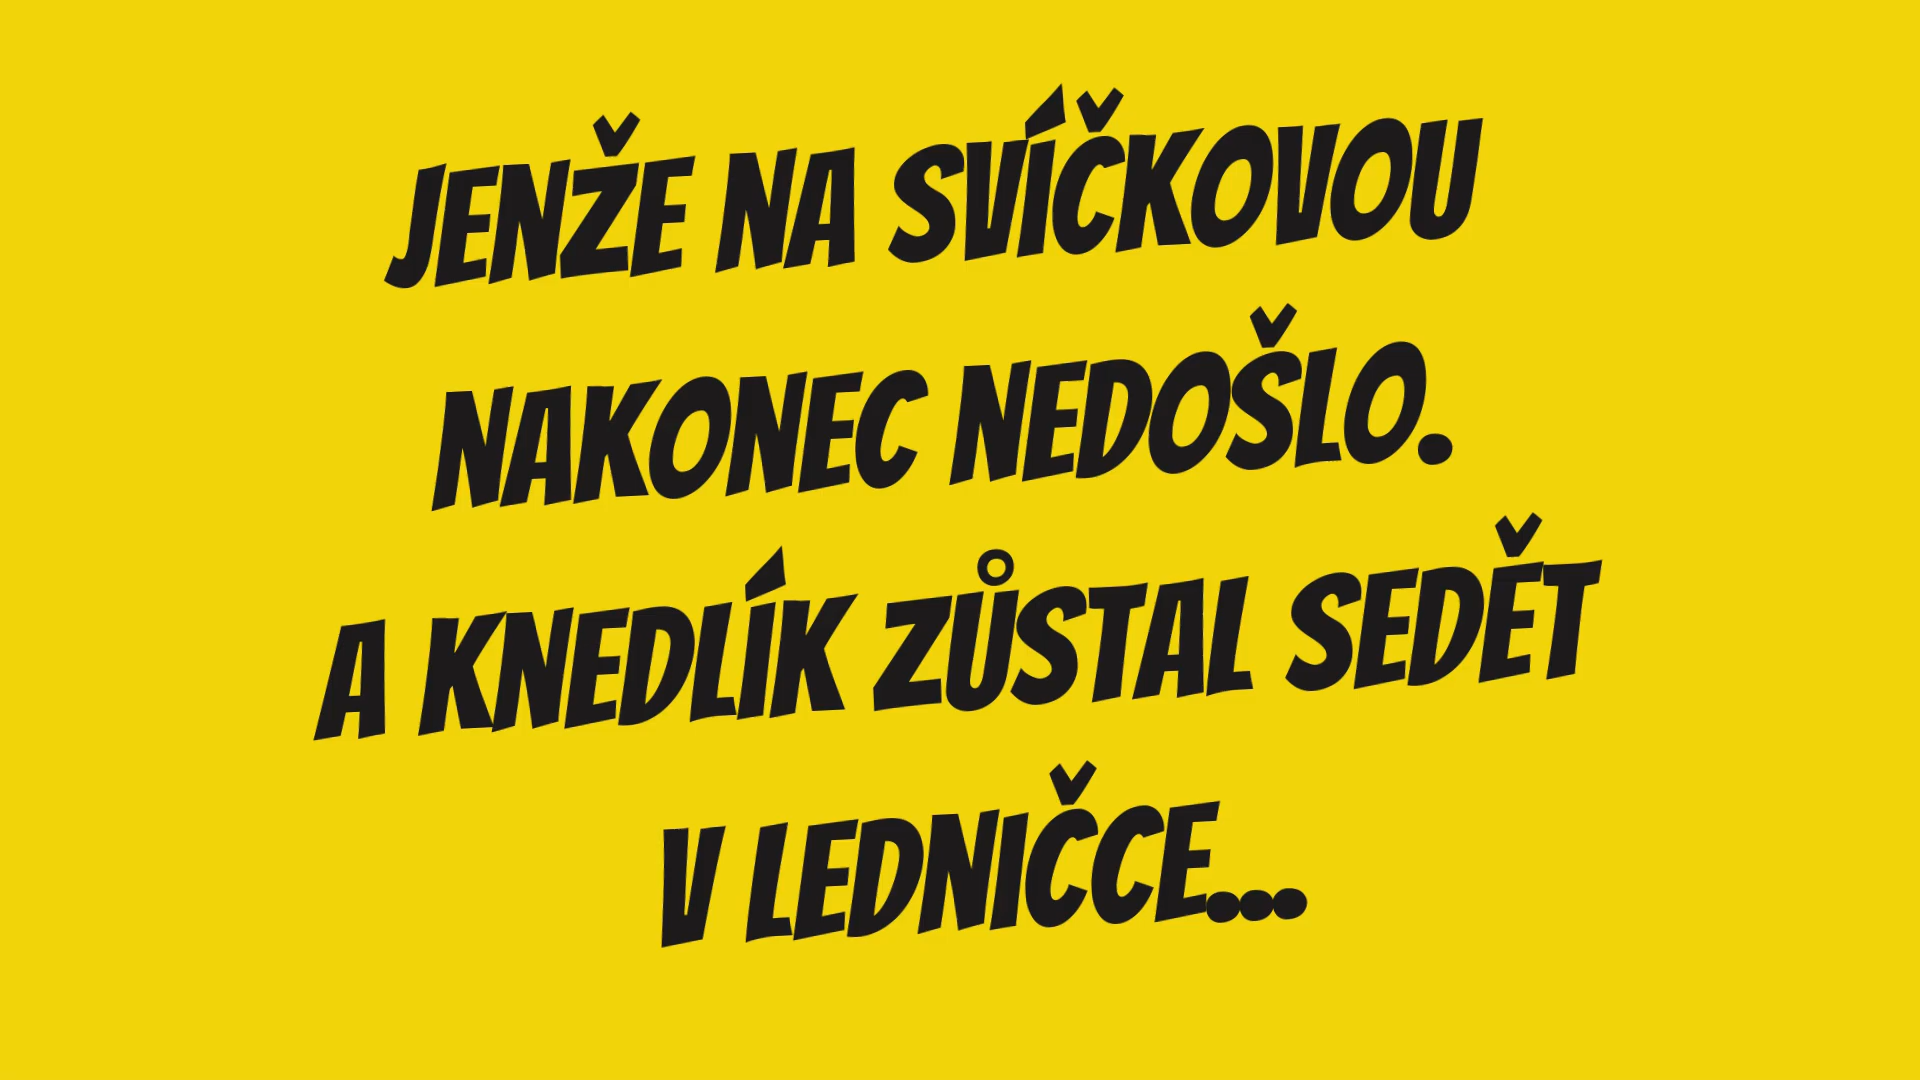 JENŽE NA SVÍČKOVOU
NAKONEC NEDOŠLO.
A KNEDLÍK ZŮSTAL SEDĚT
V LEDNIČCE...